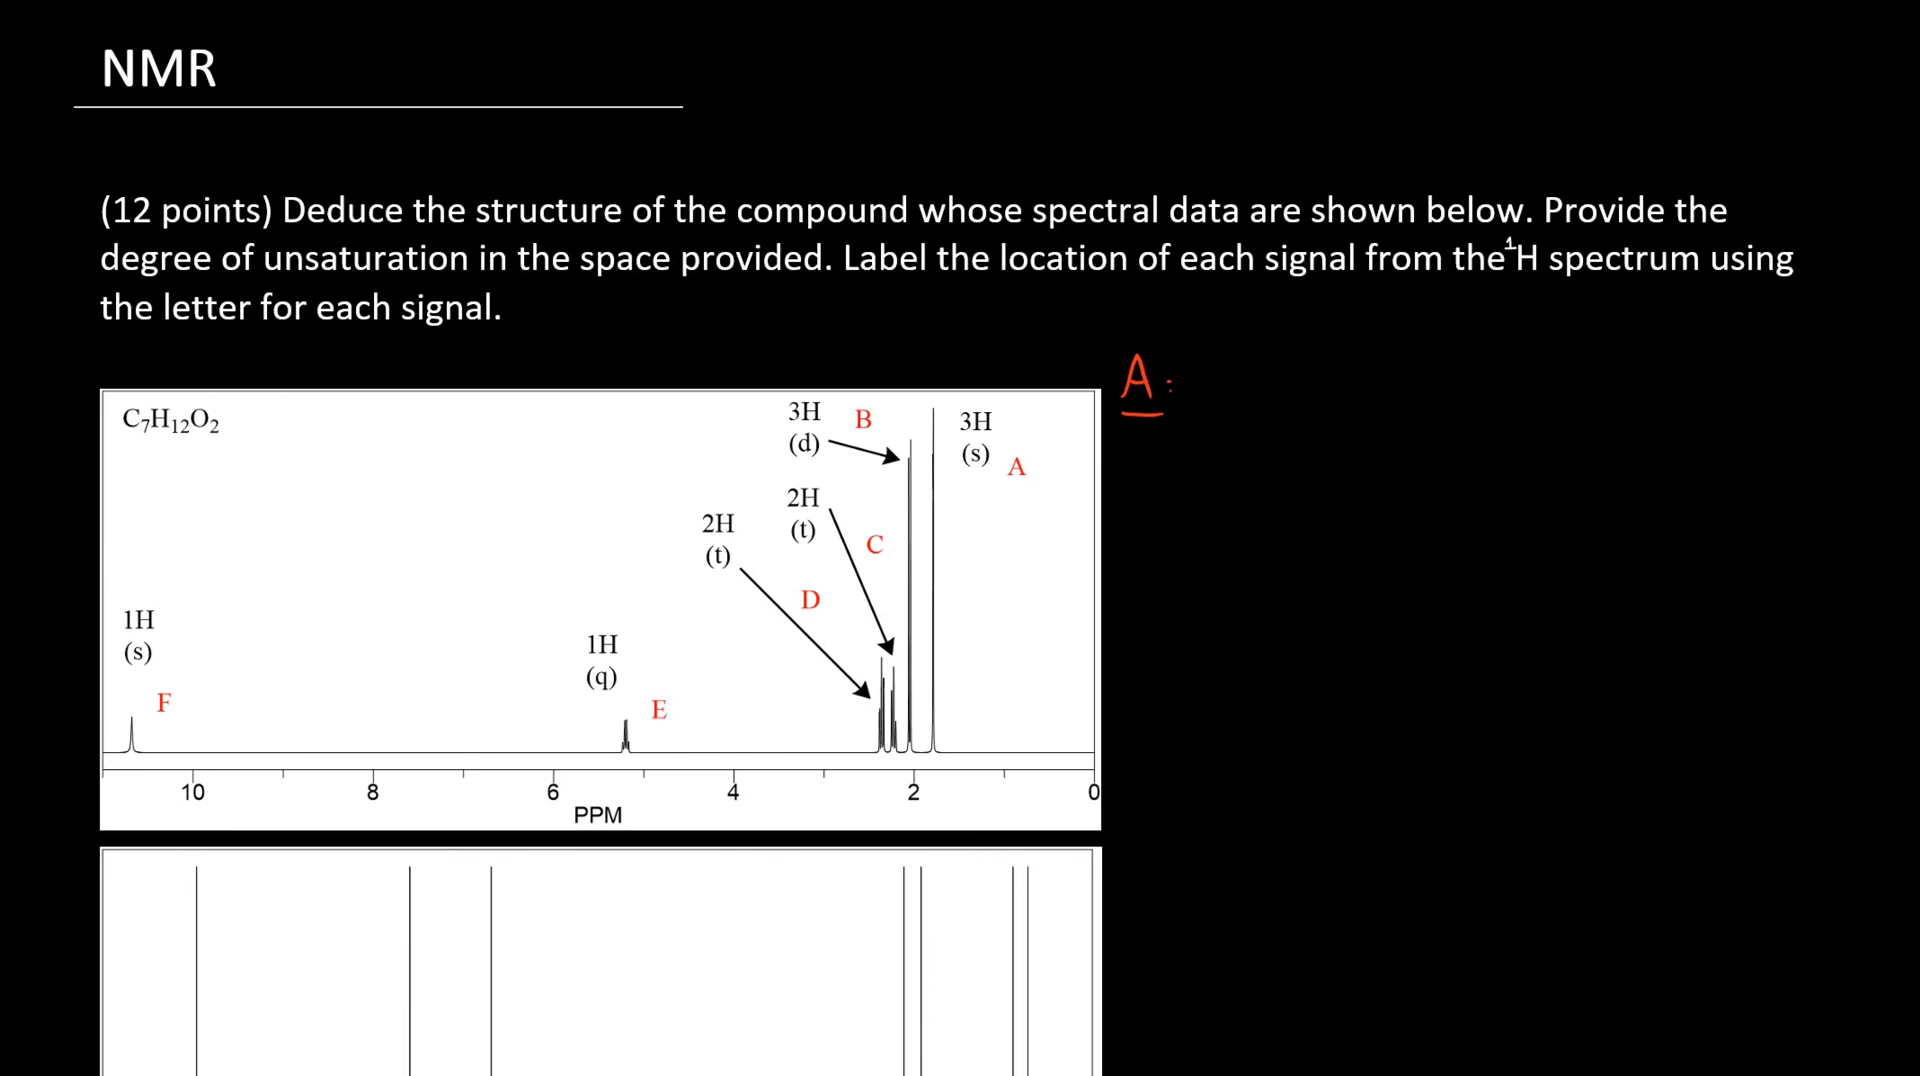 NMR
(12 points) Deduce the structure of the compound whose spectral data are shown below. Provide the
degree of unsaturation in the space provided. Label the location of each signal from the ¹H spectrum using
the letter for each signal.
A:
C₇H₁₂O₂
3H B 3H
(d) (s) A
2H
2H (t) C
(t)
D
1H
(s) 1H
(q)
F E
10 8 6 4 2 0
PPM